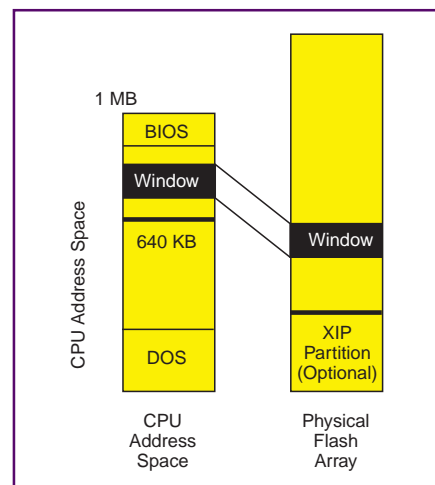 1 MB
BIOS
Window
640 KB
DOS
CPU Address Space
CPU
Address
Space
Window
XIP
Partition
(Optional)
Physical
Flash
Array